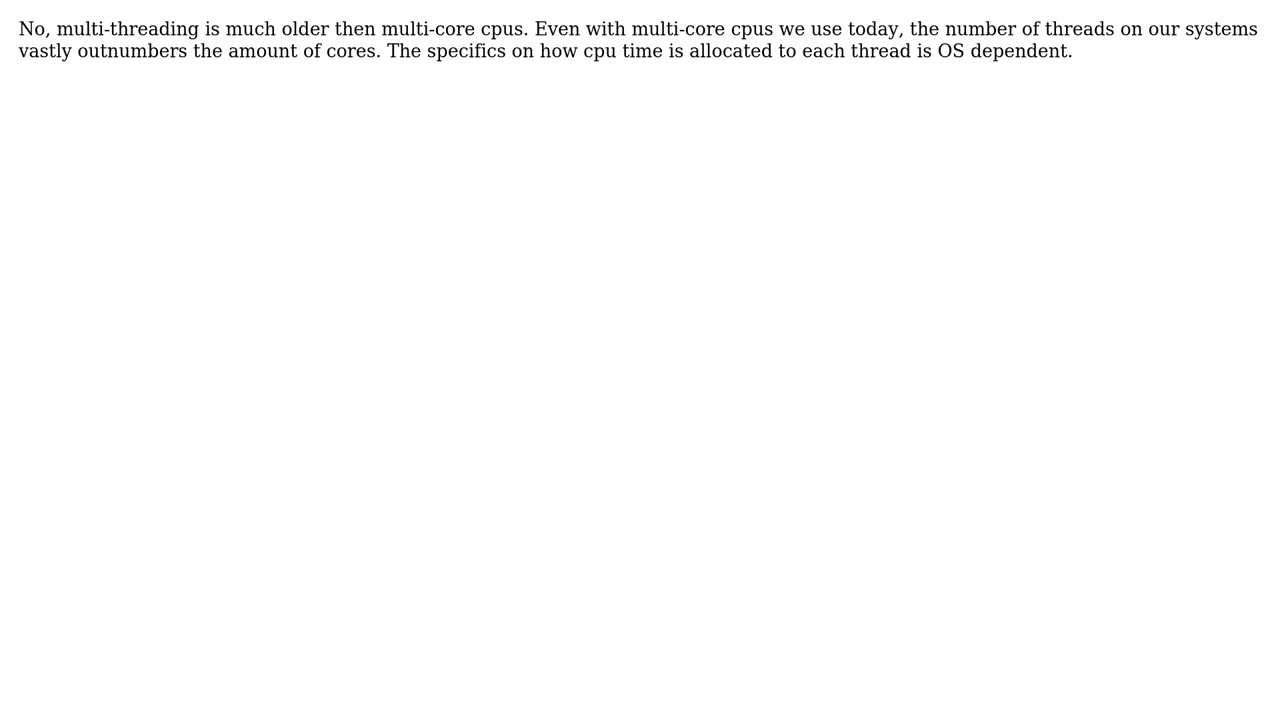 No, multi-threading is much older then multi-core cpus. Even with multi-core cpus we use today, the number of threads on our systems
vastly outnumbers the amount of cores. The specifics on how cpu time is allocated to each thread is OS dependent.